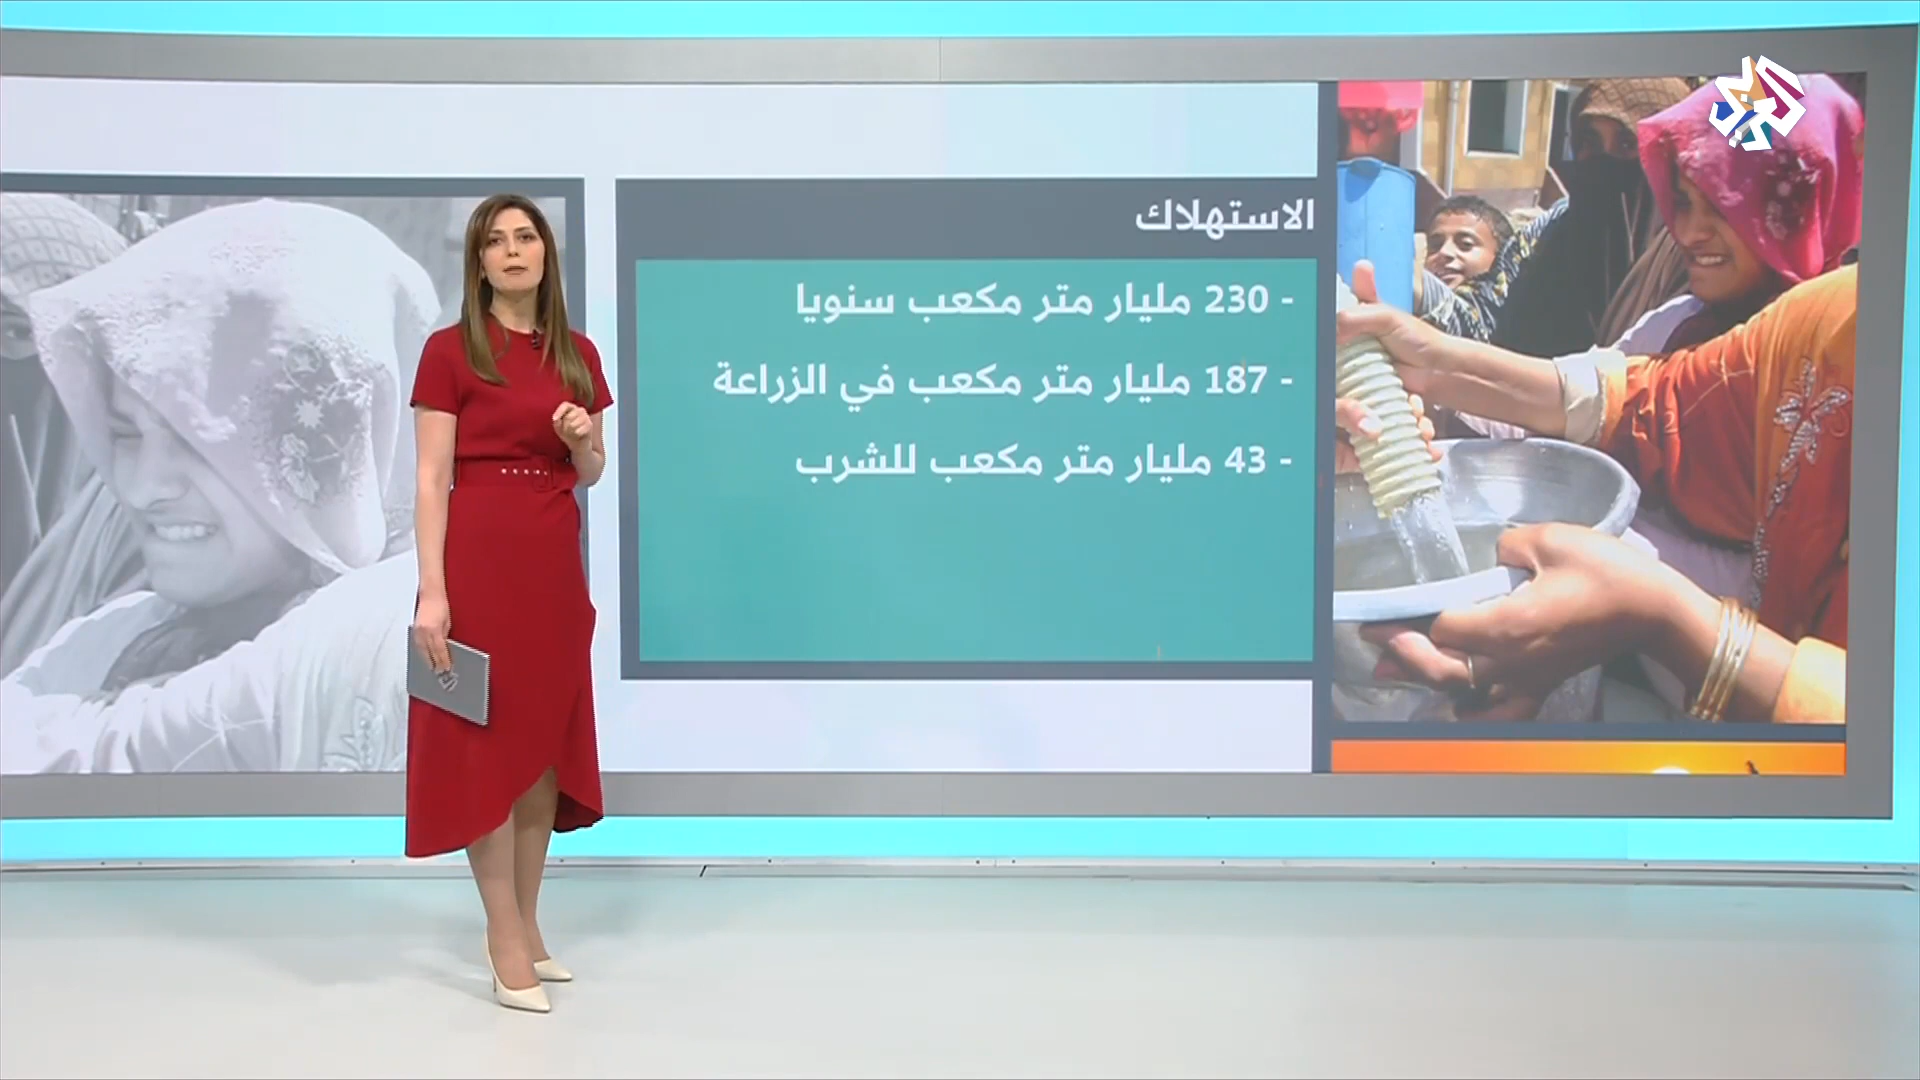 الاستهلاك
- 230 مليار متر مكعب سنويا
- 187 مليار متر مكعب في الزراعة
- 43 مليار متر مكعب للشرب